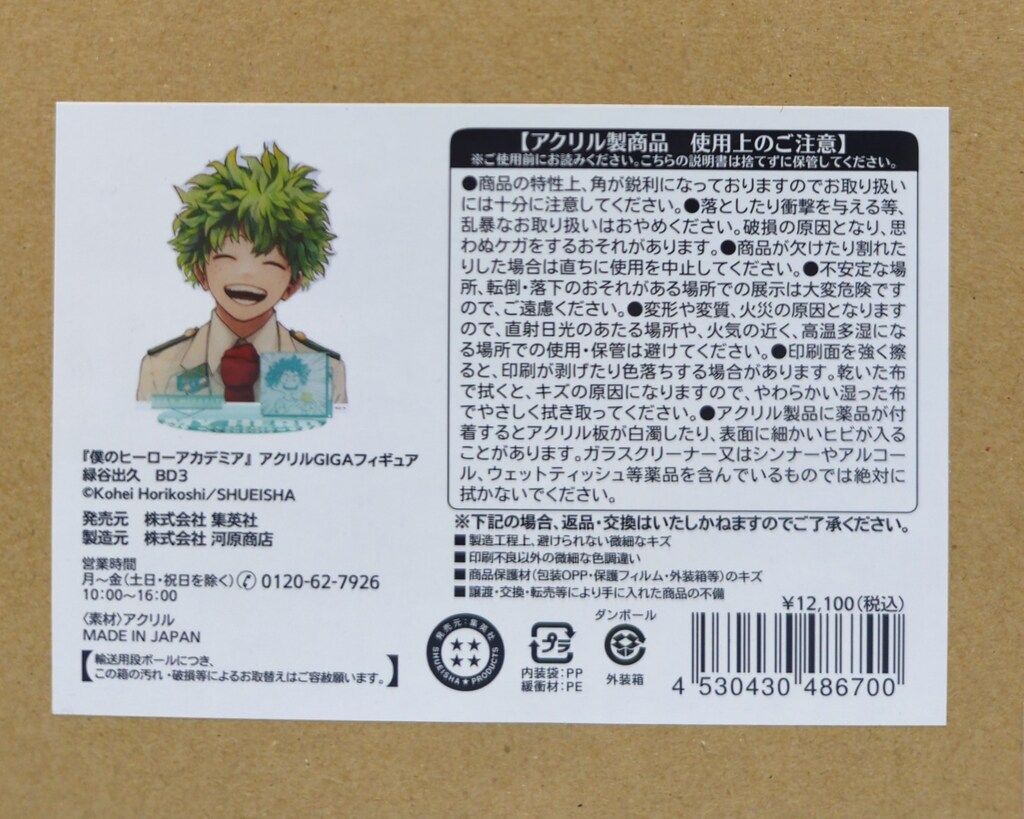 『僕のヒーローアカデミア』アクリルGIGAフィギュア
緑谷出久　BD3
©Kohei Horikoshi/SHUEISHA
発売元　株式会社 集英社
製造元　株式会社 河原商店
営業時間
月～金(土日・祝日を除く)✆0120-62-7926
10:00～16:00
〈素材〉アクリル
MADE IN JAPAN
【輸送用段ボールにつき、
この箱の汚れ・破損等によるお取替えはご容赦願います。】
【アクリル製商品　使用上のご注意】
※ご使用前にお読みください。こちらの説明書は捨てずに保管してください。
●商品の特性上、角が鋭利になっておりますのでお取り扱い
には十分に注意してください。●落としたり衝撃を与える等、
乱暴なお取り扱いはおやめください。破損の原因となり、思
わぬケガをするおそれがあります。●商品が欠けたり割れた
りした場合は直ちに使用を中止してください。●不安定な場
所、転倒・落下のおそれがある場所での展示は大変危険です
ので、ご遠慮ください。●変形や変質、火災の原因となります
ので、直射日光のあたる場所や、火気の近く、高温多湿にな
る場所での使用・保管は避けてください。●印刷面を強く擦
ると、印刷が剥げたり色落ちする場合があります。乾いた布
で拭くと、キズの原因になりますので、やわらかい湿った布
でやさしく拭き取ってください。●アクリル製品に薬品が付
着するとアクリル板が白濁したり、表面に細かいヒビが入る
ことがあります。ガラスクリーナー又はシンナーやアルコー
ル、ウェットティッシュ等薬品を含んでいるものでは絶対に
拭かないでください。
※下記の場合、返品・交換はいたしかねますのでご了承ください。
■製造工程上、避けられない微細なキズ
■印刷不良以外の微細な色調違い
■商品保護材(包装OPP・保護フィルム・外装箱等)のキズ
■譲渡・交換・転売等により手に入れた商品の不備
¥12,100(税込)
発売元：集英社
SHUEISHA★PRODUCTS
プラ
内装袋：PP
緩衝材：PE
ダンボール
外装箱
4 530430 486700